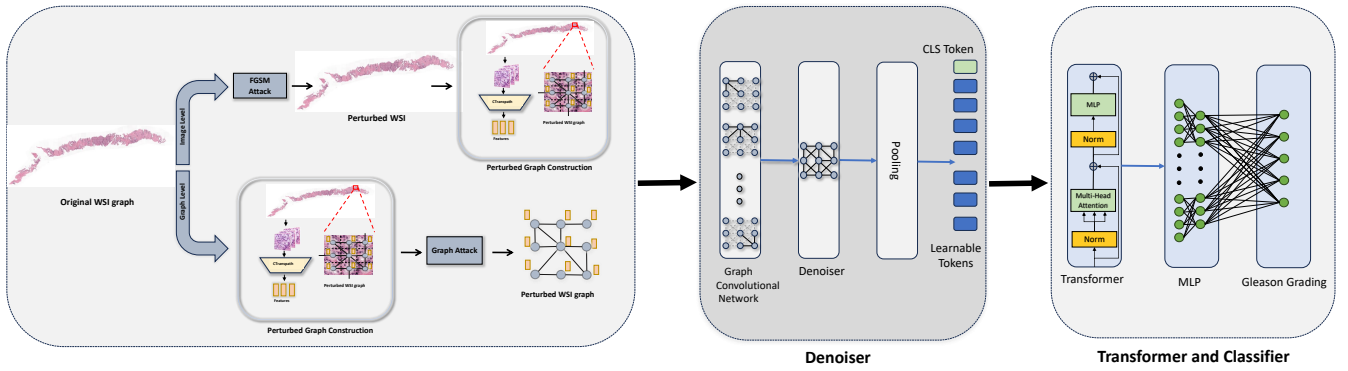 Original WSI graph
Image Level
Graph Level
FGSM
Attack
Perturbed WSI
CTranspath
Features
Perturbed WSI graph
Perturbed Graph Construction
CTranspath
Features
Perturbed WSI graph
Perturbed Graph Construction
Graph Attack
Perturbed WSI graph
Graph
Convolutional
Network
Denoiser
Pooling
CLS Token
Learnable
Tokens
Denoiser
MLP
Norm
Multi-Head
Attention
Norm
Transformer
MLP
Gleason Grading
Transformer and Classifier